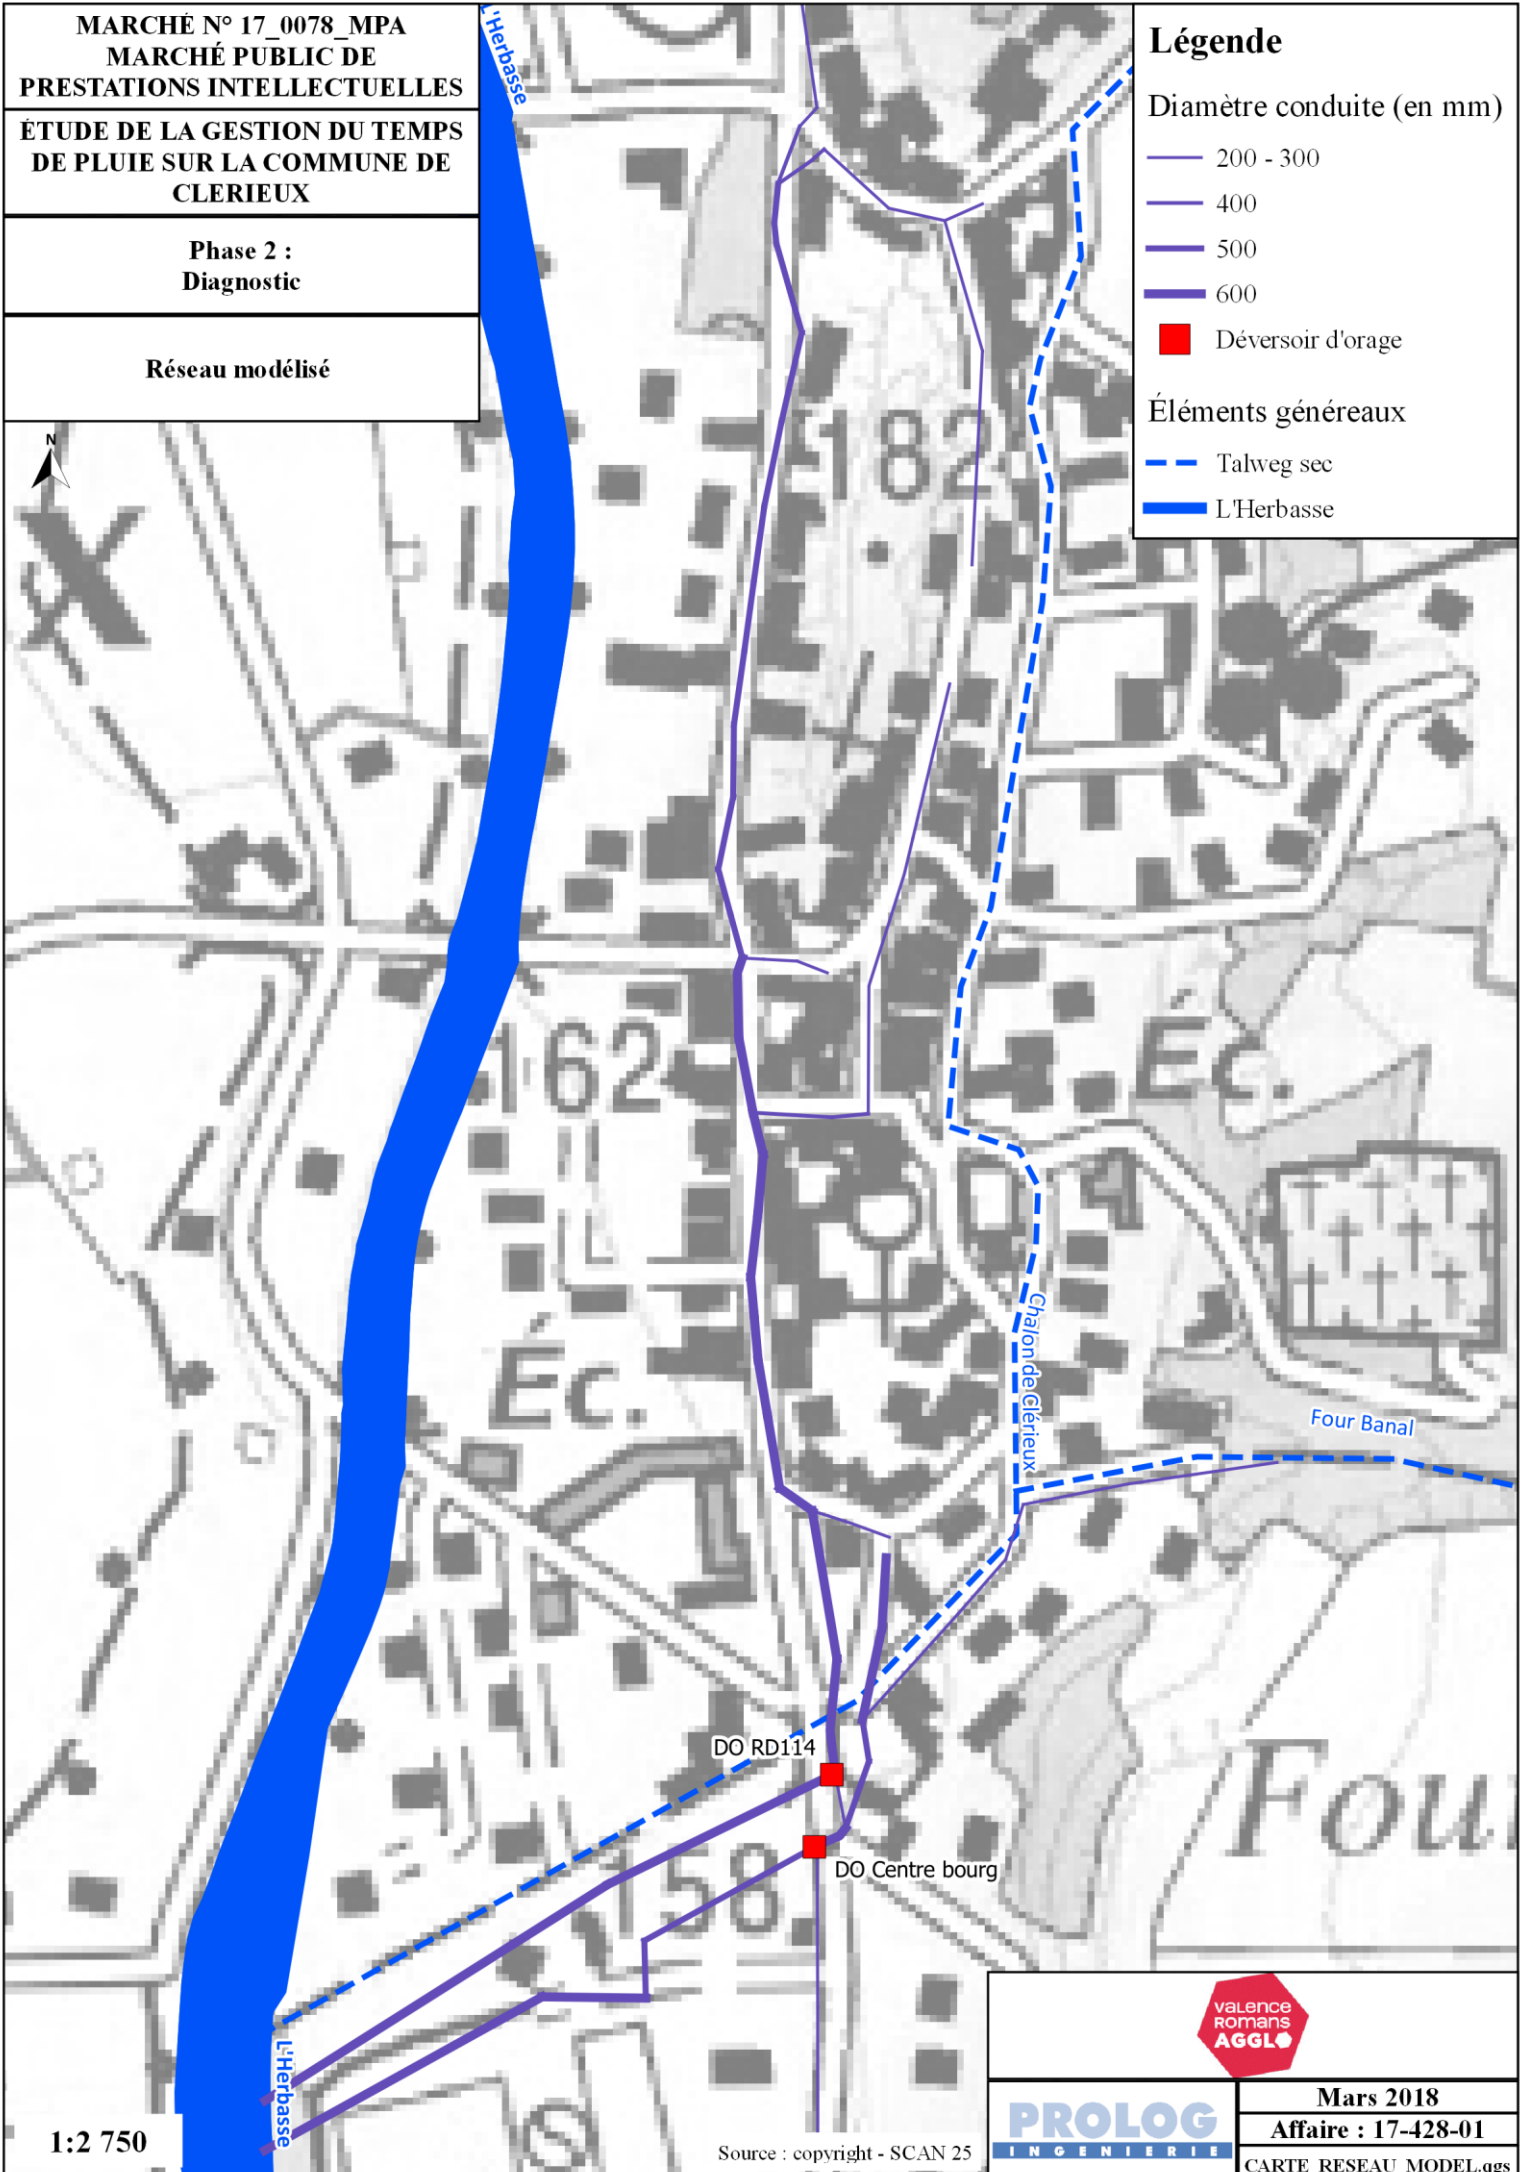 MARCHÉ N° 17_0078_MPA
MARCHÉ PUBLIC DE
PRESTATIONS INTELLECTUELLES
ÉTUDE DE LA GESTION DU TEMPS
DE PLUIE SUR LA COMMUNE DE
CLERIEUX
Phase 2 :
Diagnostic
Réseau modélisé
N
L'Herbasse
Légende
Diamètre conduite (en mm)
200 - 300
400
500
600
Déversoir d'orage
Éléments généreaux
Talweg sec
L'Herbasse
182
162
Éc.
Éc.
Chalon de Clérieux
Four Banal
DO RD114
DO Centre bourg
158
Four
L'Herbasse
1:2 750
Source : copyright - SCAN 25
VALENCE
ROMANS
AGGLO
PROLOG
INGENIERIE
Mars 2018
Affaire : 17-428-01
CARTE_RESEAU_MODEL.qgs